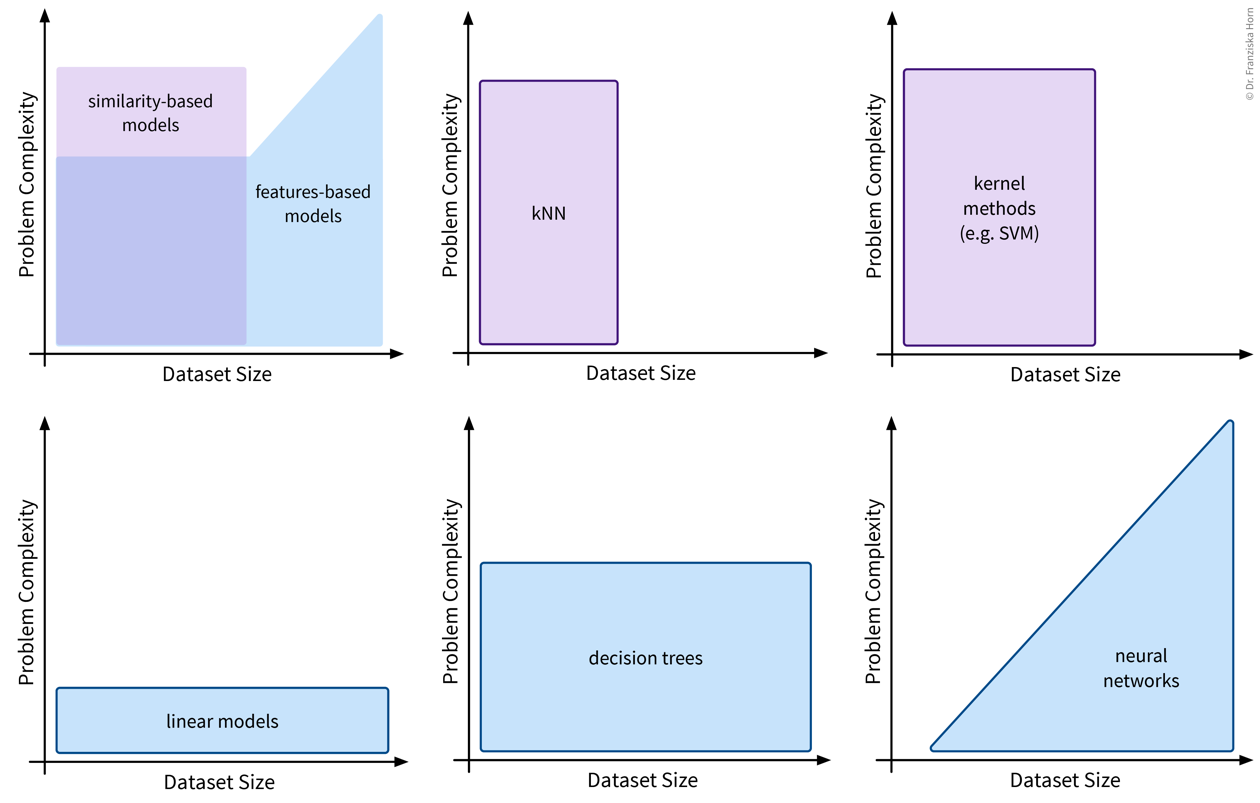 © Dr. Franziska Horn
Problem Complexity
similarity-based
models
features-based
models
Dataset Size
Problem Complexity
kNN
Dataset Size
Problem Complexity
kernel
methods
(e.g. SVM)
Dataset Size
Problem Complexity
linear models
Dataset Size
Problem Complexity
decision trees
Dataset Size
Problem Complexity
neural
networks
Dataset Size